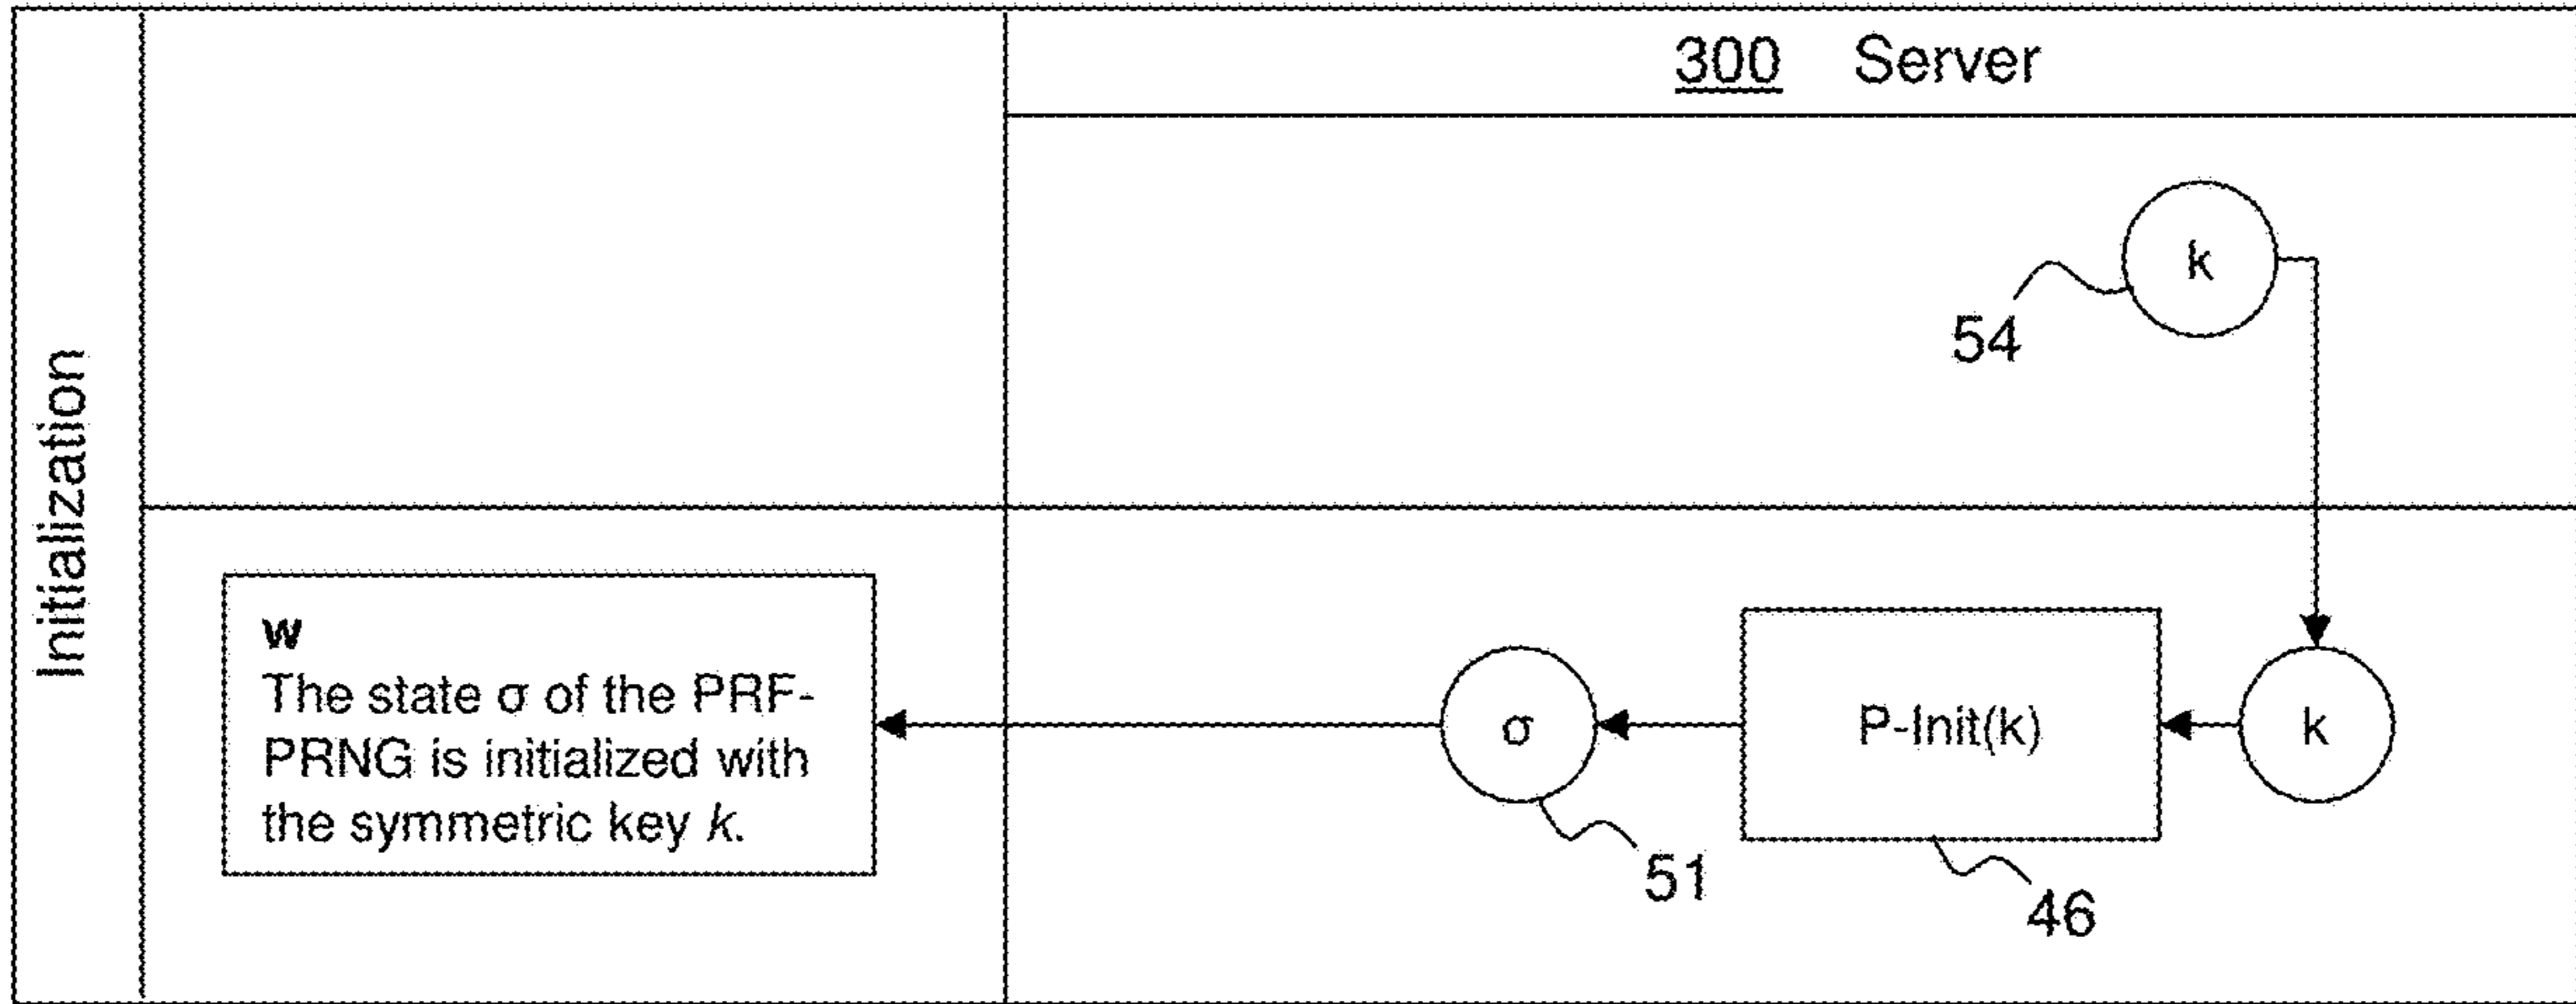 Initialization
300 Server
k
54
w
The state σ of the PRF-
PRNG is initialized with
the symmetric key k.
σ
P-Init(k)
k
51
46